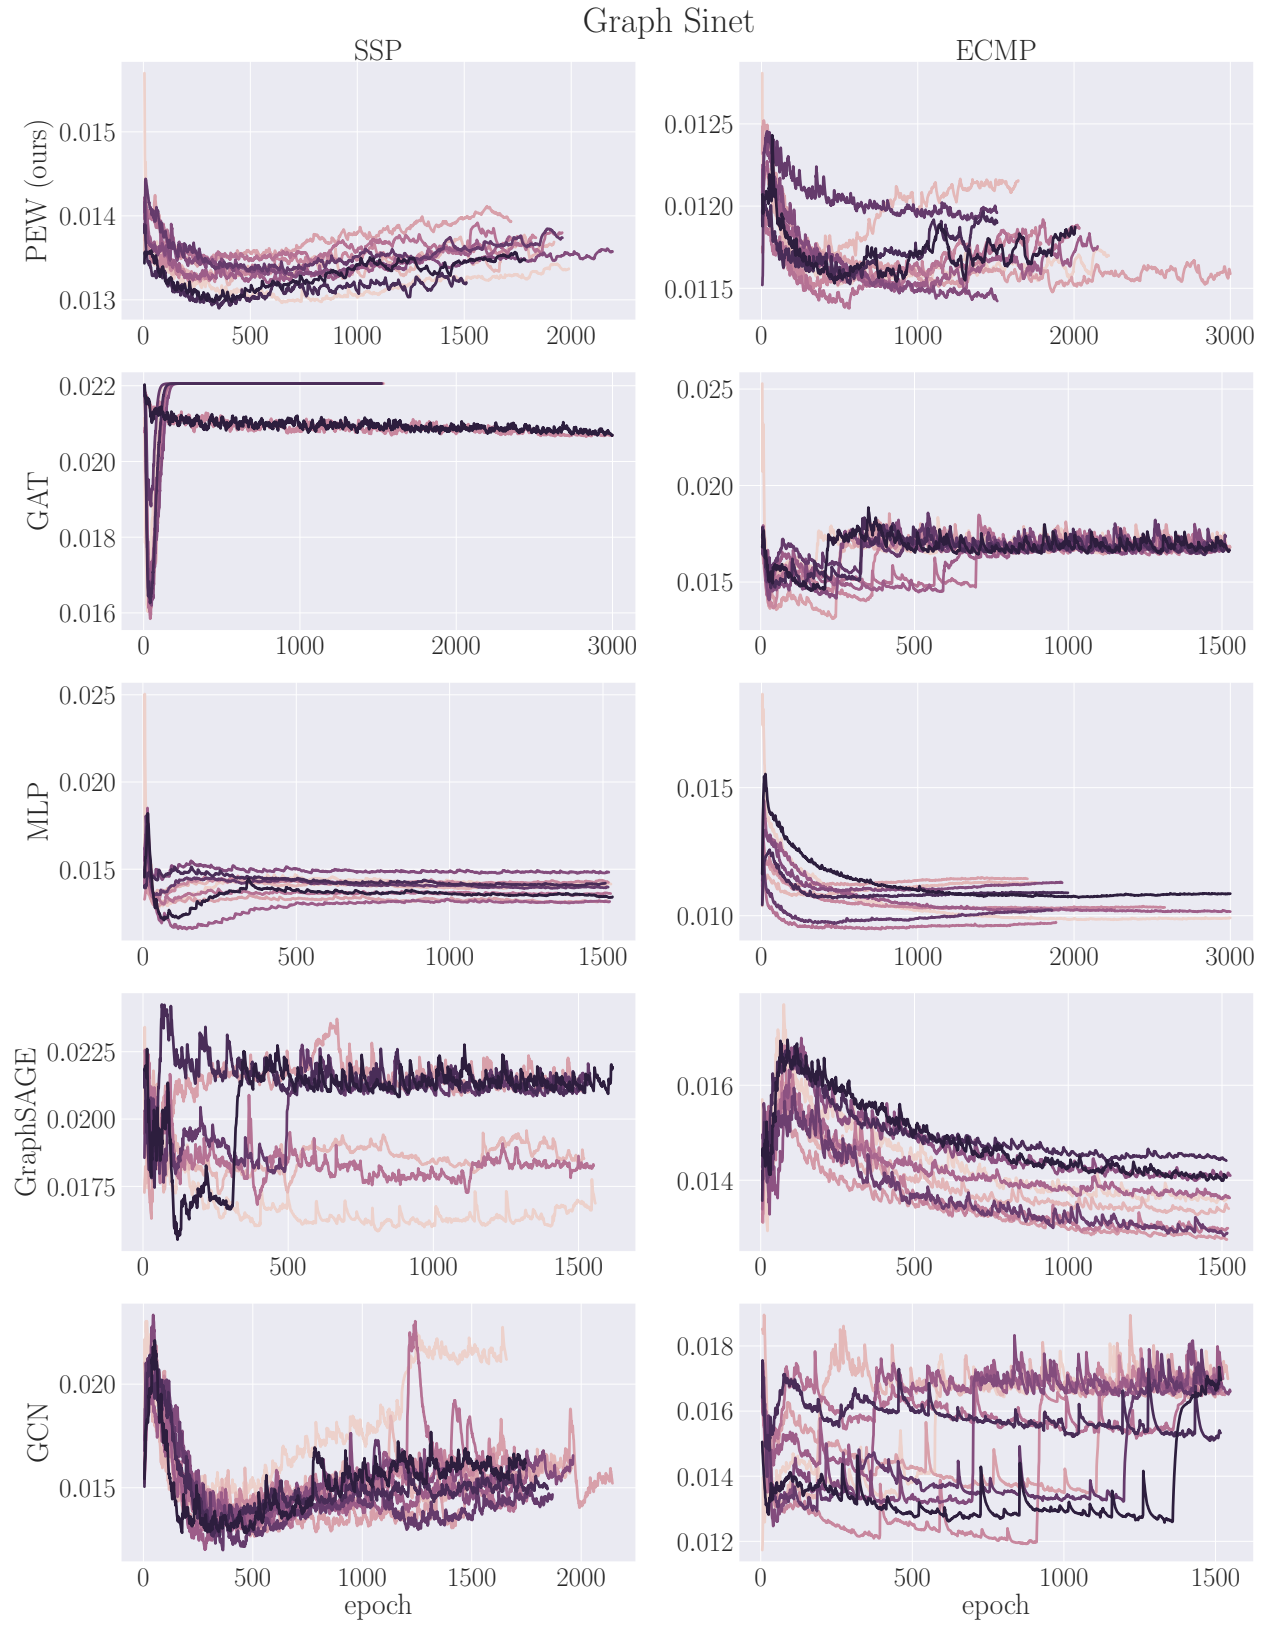 Graph Sinet
SSP ECMP
PEW (ours)
0.015
0.014
0.013
0 500 1000 1500 2000
0.0125
0.0120
0.0115
0 1000 2000 3000
GAT
0.022
0.020
0.018
0.016
0 1000 2000 3000
0.025
0.020
0.015
0 500 1000 1500
MLP
0.025
0.020
0.015
0 500 1000 1500
0.015
0.010
0 1000 2000 3000
GraphSAGE
0.0225
0.0200
0.0175
0 500 1000 1500
0.016
0.014
0 500 1000 1500
GCN
0.020
0.015
0 500 1000 1500 2000
epoch
0.018
0.016
0.014
0.012
0 500 1000 1500
epoch